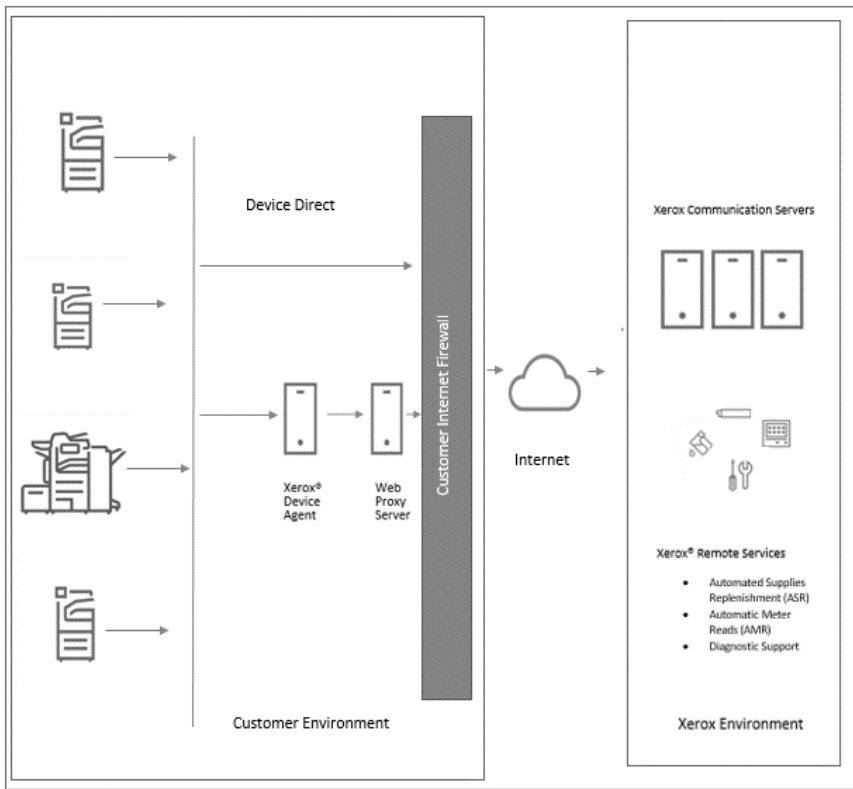 Device Direct
Xerox®
Device
Agent
Web
Proxy
Server
Customer Internet Firewall
Customer Environment
Internet
Xerox Communication Servers
Xerox® Remote Services
• Automated Supplies
Replenishment (ASR)
• Automatic Meter
Reads (AMR)
• Diagnostic Support
Xerox Environment